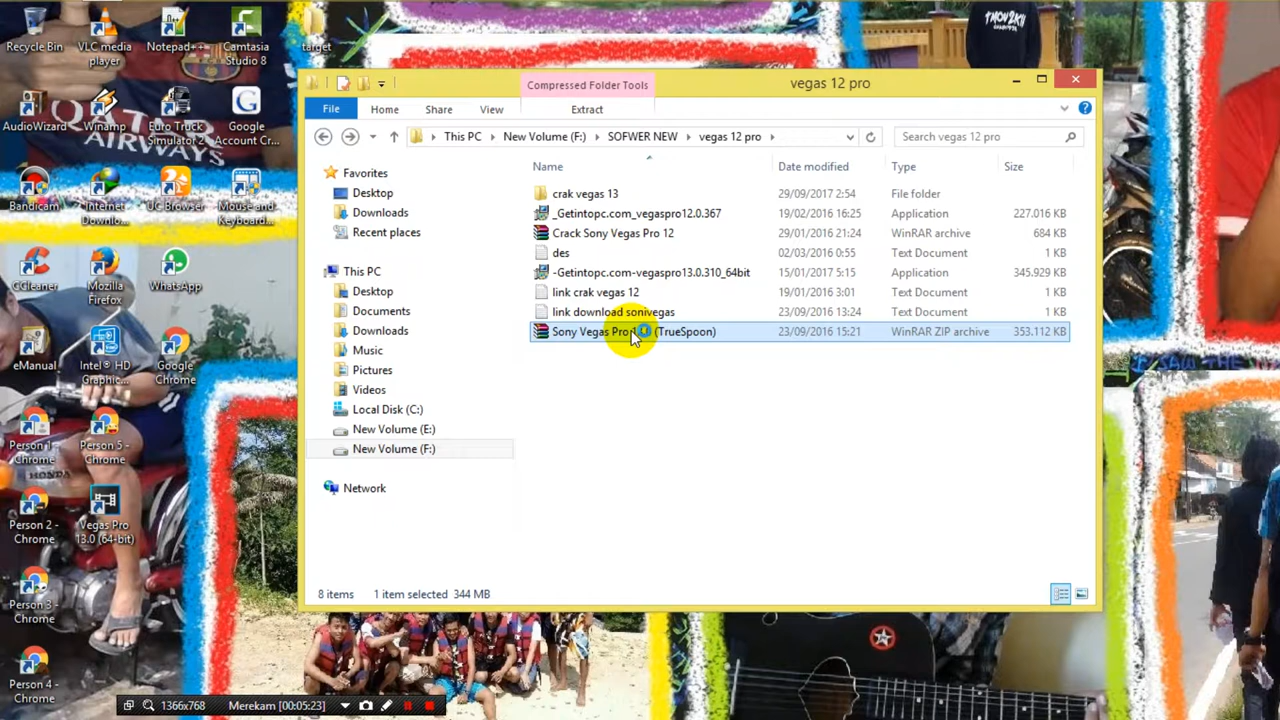 Recycle Bin
VLC media
player
Notepad++
Camtasia
Studio 8
target
AudioWizard
Winamp
Euro Truck
Simulator 2
Google
Account Cr...
Bandicam
Internet
Downlo...
UC Browser
Mouse and
Keyboard...
CCleaner
Mozilla
Firefox
WhatsApp
eManual
Intel® HD
Graphic...
Google
Chrome
Person 1 -
Chrome
Person 5 -
Chrome
Person 2 -
Chrome
Vegas Pro
13.0 (64-bit)
Person 3 -
Chrome
Person 4 -
Chrome
Compressed Folder Tools
vegas 12 pro
File
Home
Share
View
Extract
This PC
New Volume (F:)
SOFWER NEW
vegas 12 pro
Search vegas 12 pro
Favorites
Desktop
Downloads
Recent places
This PC
Desktop
Documents
Downloads
Music
Pictures
Videos
Local Disk (C:)
New Volume (E:)
New Volume (F:)
Network
Name Date modified Type Size
crak vegas 13 29/09/2017 2:54 File folder
_Getintopc.com_vegaspro12.0.367 19/02/2016 16:25 Application 227.016 KB
Crack Sony Vegas Pro 12 29/01/2016 21:24 WinRAR archive 684 KB
des 02/03/2016 0:55 Text Document 1 KB
-Getintopc.com-vegaspro13.0.310_64bit 15/01/2017 5:15 Application 345.929 KB
link crak vegas 12 19/01/2016 3:01 Text Document 1 KB
link download sonivegas 23/09/2016 13:24 Text Document 1 KB
Sony Vegas Pro (TrueSpoon) 23/09/2016 15:21 WinRAR ZIP archive 353.112 KB
8 items 1 item selected 344 MB
1366x768 Merekam [00:05:23]
QATAR
AIRWAYS
HONDA
I SAW THE